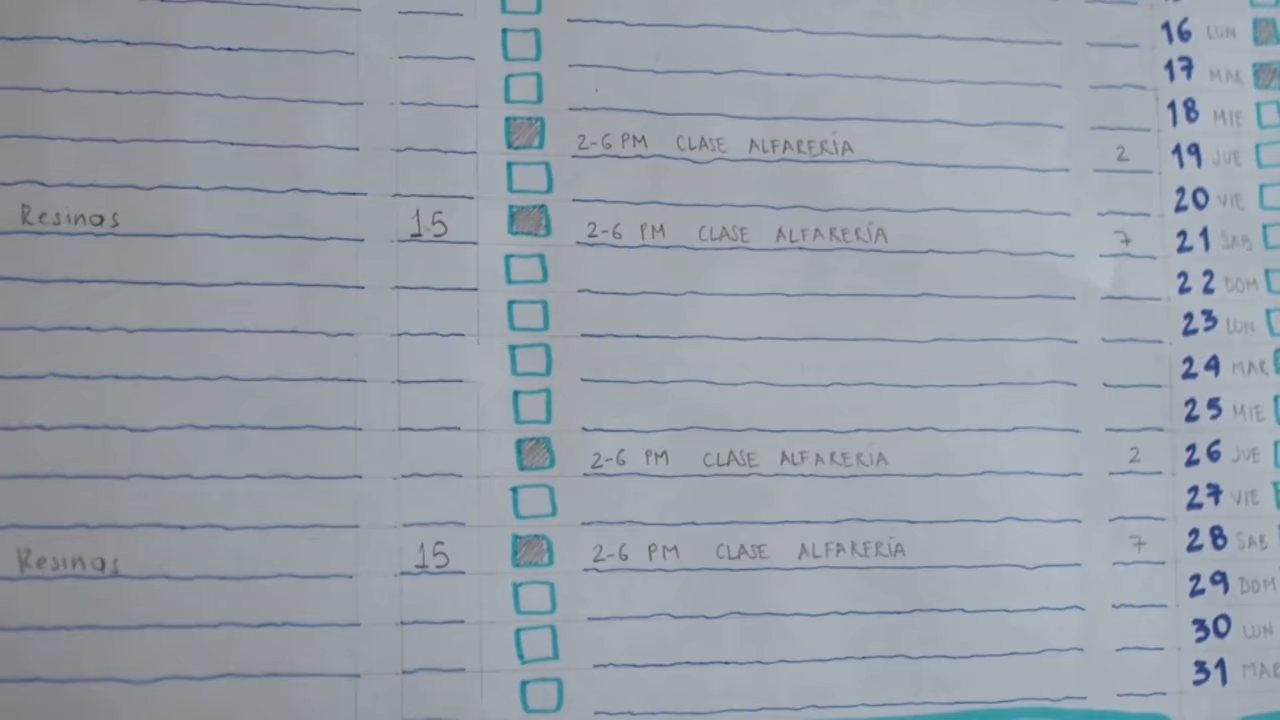 16 LUN
17 MAR
18 MIE
2-6 PM CLASE ALFARERÍA 2 19 JUE
20 VIE
Resinas 15 2-6 PM CLASE ALFARERÍA 7 21 SAB
22 DOM
23 LUN
24 MAR
25 MIE
2-6 PM CLASE ALFARERÍA 2 26 JUE
27 VIE
Resinas 15 2-6 PM CLASE ALFARERÍA 7 28 SAB
29 DOM
30 LUN
31 MAR